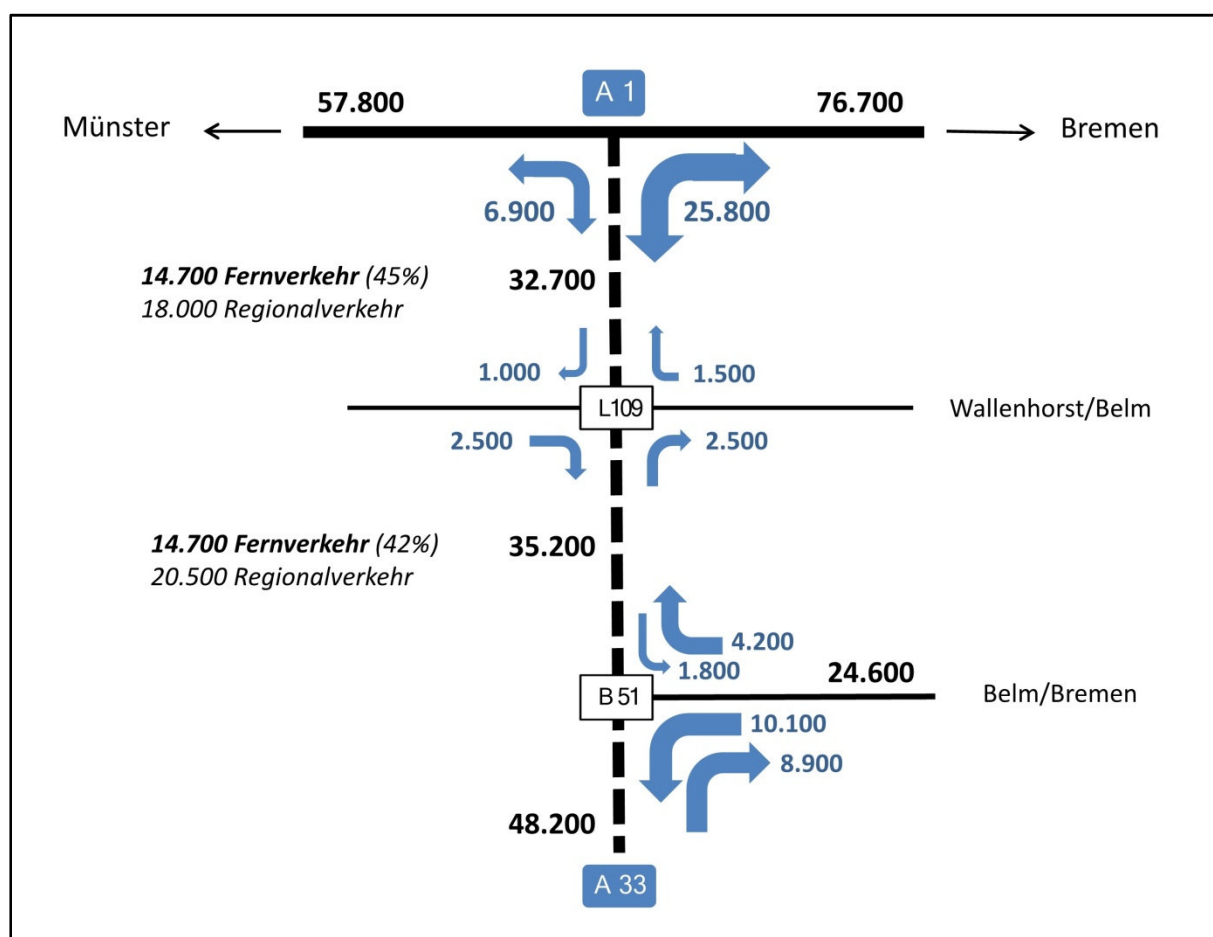 A 1
57.800
76.700
Münster
Bremen
6.900
25.800
14.700 Fernverkehr (45%)
18.000 Regionalverkehr
32.700
1.000
1.500
L109
Wallenhorst/Belm
2.500
2.500
14.700 Fernverkehr (42%)
20.500 Regionalverkehr
35.200
4.200
1.800
24.600
B 51
Belm/Bremen
10.100
8.900
48.200
A 33